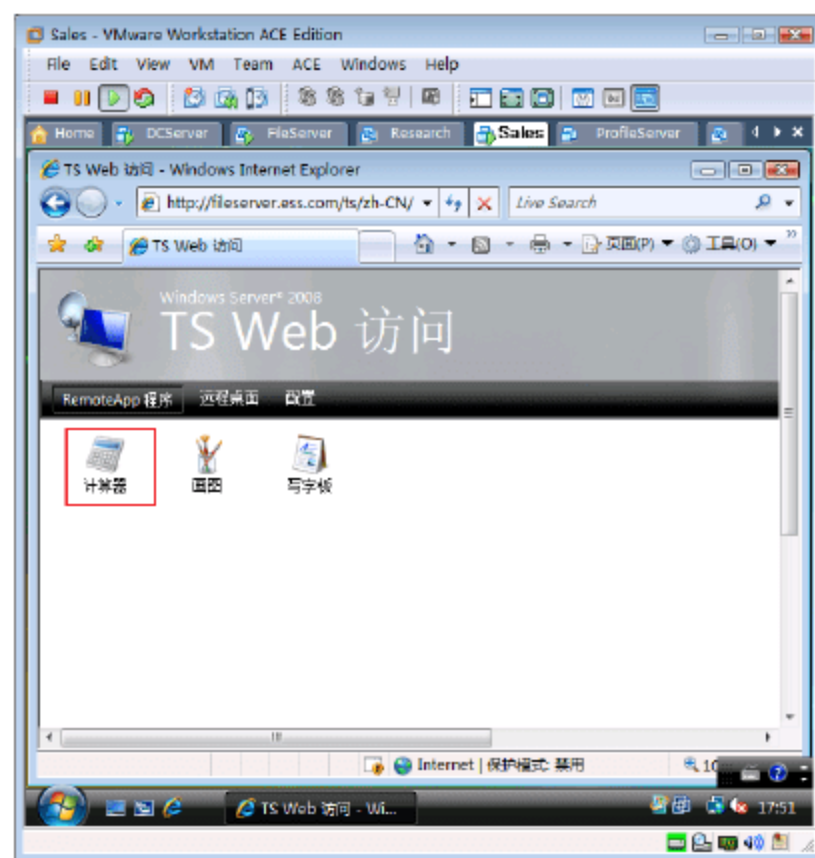 Sales - VMware Workstation ACE Edition
File Edit View VM Team ACE Windows Help
Home DCServer FileServer Research Sales ProfileServer
TS Web 访问 - Windows Internet Explorer
http://fileserver.ess.com/ts/zh-CN/ Live Search
TS Web 访问 页面(P) 工具(O)
Windows Server® 2008
TS Web 访问
RemoteApp 程序 远程桌面 配置
计算器 画图 写字板
Internet | 保护模式: 禁用
TS Web 访问 - Wi... 17:51